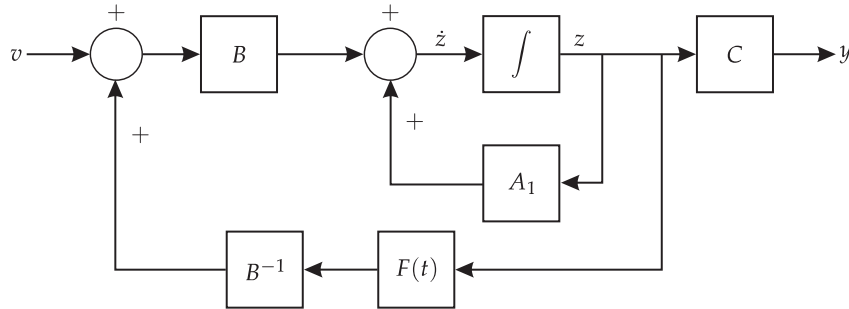 + +
v B ż ∫ z C y
+
+ A₁
B⁻¹ F(t)